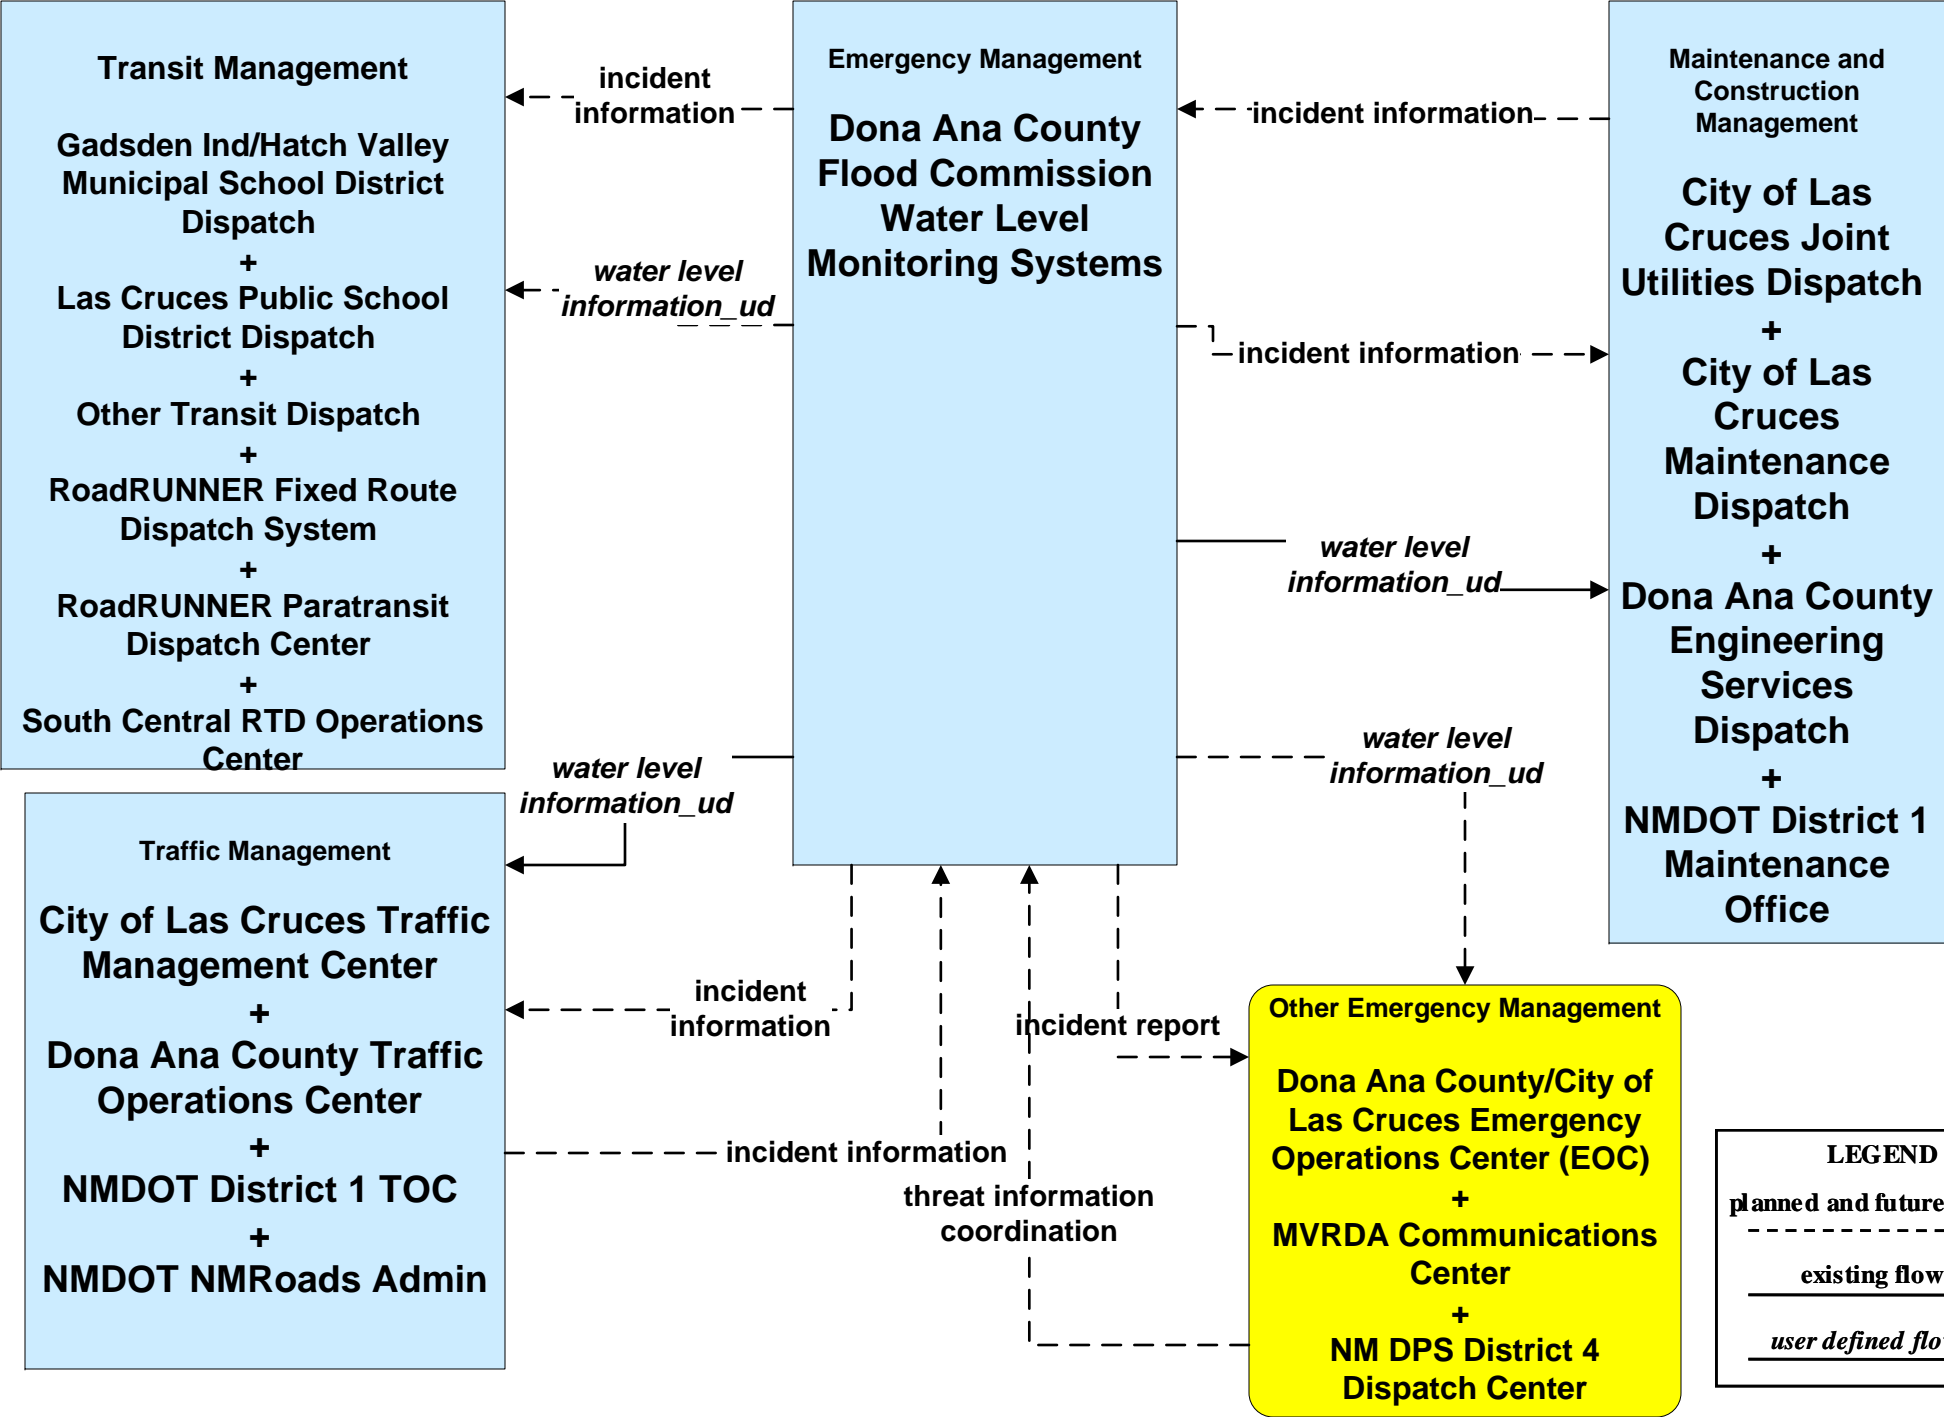 Transit Management
Gadsden Ind/Hatch Valley
Municipal School District
Dispatch
+
Las Cruces Public School
District Dispatch
+
Other Transit Dispatch
+
RoadRUNNER Fixed Route
Dispatch System
+
RoadRUNNER Paratransit
Dispatch Center
+
South Central RTD Operations
Center
incident
information
water level
information_ud
Emergency Management
Dona Ana County
Flood Commission
Water Level
Monitoring Systems
incident information
incident information
water level
information_ud
water level
information_ud
Maintenance and
Construction
Management
City of Las
Cruces Joint
Utilities Dispatch
+
City of Las
Cruces
Maintenance
Dispatch
+
Dona Ana County
Engineering
Services
Dispatch
+
NMDOT District 1
Maintenance
Office
water level
information_ud
Traffic Management
City of Las Cruces Traffic
Management Center
+
Dona Ana County Traffic
Operations Center
+
NMDOT District 1 TOC
+
NMDOT NMRoads Admin
incident
information
incident information
incident report
threat information
coordination
Other Emergency Management
Dona Ana County/City of
Las Cruces Emergency
Operations Center (EOC)
+
MVRDA Communications
Center
+
NM DPS District 4
Dispatch Center
LEGEND
planned and future
existing flow
user defined flo